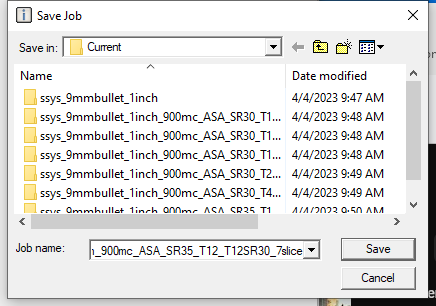 Save Job
Save in: Current
Name Date modified
ssys_9mmbullet_1inch 4/4/2023 9:47 AM
ssys_9mmbullet_1inch_900mc_ASA_SR30_T1... 4/4/2023 9:48 AM
ssys_9mmbullet_1inch_900mc_ASA_SR30_T1... 4/4/2023 9:48 AM
ssys_9mmbullet_1inch_900mc_ASA_SR30_T1... 4/4/2023 9:48 AM
ssys_9mmbullet_1inch_900mc_ASA_SR30_T2... 4/4/2023 9:49 AM
ssys_9mmbullet_1inch_900mc_ASA_SR30_T4... 4/4/2023 9:49 AM
ssys_9mmbullet_1inch_900mc_ASA_SR35_T1... 4/4/2023 9:50 AM
Job name: _900mc_ASA_SR35_T12_T12SR30_7slice
Save
Cancel